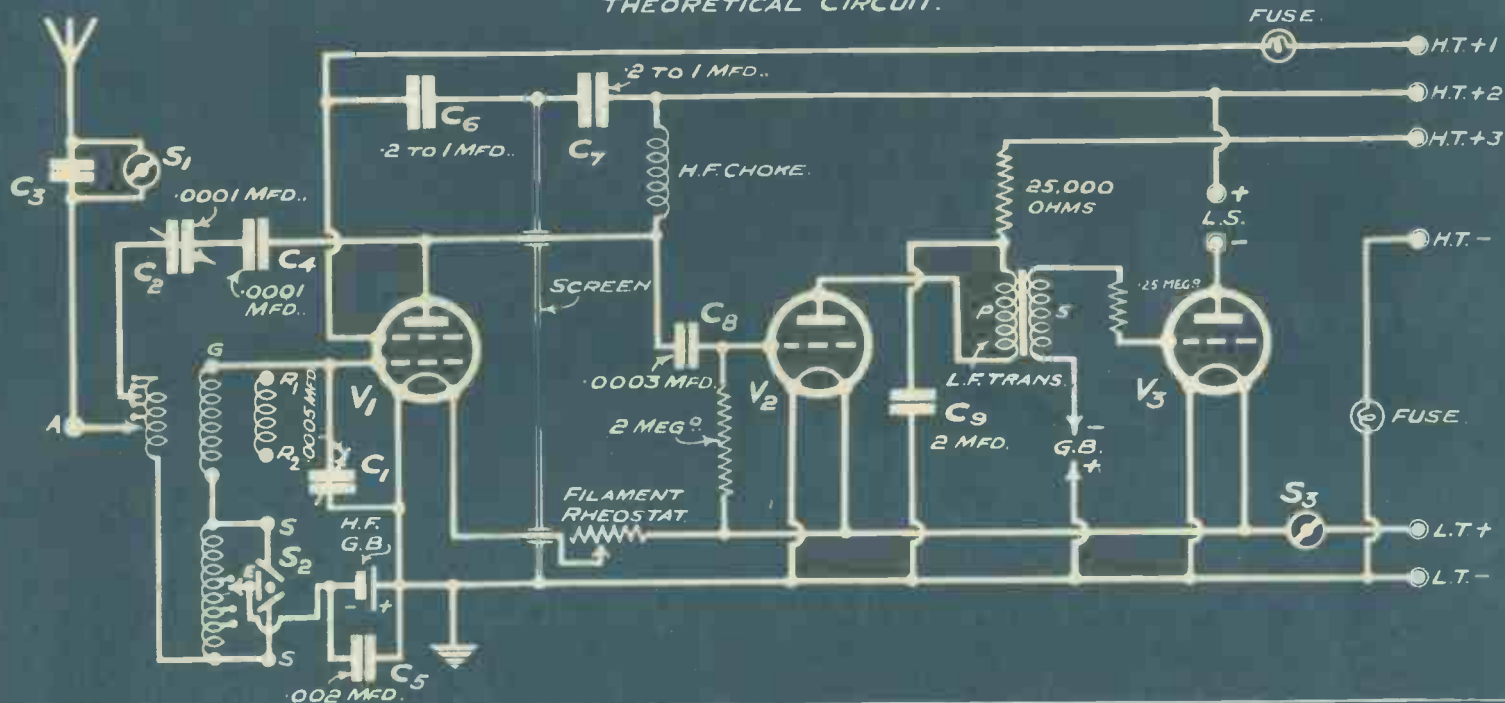 THEORETICAL CIRCUIT.
FUSE.
H.T.+1
.2 TO 1 MFD..
H.T.+2
C6
.2 TO 1 MFD..
C7
H.T.+3
S1
C3
H.F. CHOKE.
25.000
OHMS
+
L.S.
-
.0001 MFD..
C2
C4
.0001
MFD..
H.T.-
SCREEN
P
S
.25 MEGᴼ.
C8
.0003 MFD.
V1
V2
L.F. TRANS.
V3
G
R1
R2
.0005 MFD.
C1
A
2 MEGᴼ.
C9
2 MFD.
-
G.B.
+
FUSE.
FILAMENT
RHEOSTAT.
S3
L.T+
H.F.
G.B.
S
S2
E
- +
L.T.-
S
C5
.002 MFD.